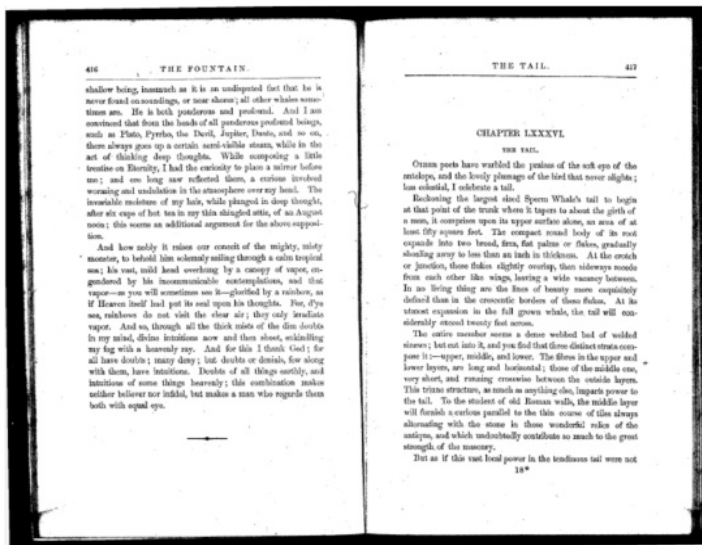 416 THE FOUNTAIN.
shallow being, inasmuch as it is an undisputed fact that he is
never found on soundings, or near shores; all other whales some-
times are. He is both ponderous and profound. And I am
convinced that from the heads of all ponderous profound beings,
such as Plato, Pyrrho, the Devil, Jupiter, Dante, and so on,
there always goes up a certain semi-visible steam, while in the
act of thinking deep thoughts. While composing a little
treatise on Eternity, I had the curiosity to place a mirror before
me; and ere long saw reflected there, a curious involved
worming and undulation in the atmosphere over my head. The
invariable moisture of my hair, while plunged in deep thought,
after six cups of hot tea in my thin shingled attic, of an August
noon; this seems an additional argument for the above supposi-
tion.
And how nobly it raises our conceit of the mighty, misty
monster, to behold him solemnly sailing through a calm tropical
sea; his vast, mild head overhung by a canopy of vapor, en-
gendered by his incommunicable contemplations, and that
vapor—as you will sometimes see it—glorified by a rainbow, as
if Heaven itself had put its seal upon his thoughts. For, d'ye
see, rainbows do not visit the clear air; they only irradiate
vapor. And so, through all the thick mists of the dim doubts
in my mind, divine intuitions now and then shoot, enkindling
my fog with a heavenly ray. And for this I thank God; for
all have doubts; many deny; but doubts or denials, few along
with them, have intuitions. Doubts of all things earthly, and
intuitions of some things heavenly; this combination makes
neither believer nor infidel, but makes a man who regards them
both with equal eye.
THE TAIL. 417
CHAPTER LXXXVI.
THE TAIL.
OTHER poets have warbled the praises of the soft eye of the
antelope, and the lovely plumage of the bird that never alights;
less celestial, I celebrate a tail.
Reckoning the largest sized Sperm Whale's tail to begin
at that point of the trunk where it tapers to about the girth of
a man, it comprises upon its upper surface alone, an area of at
least fifty square feet. The compact round body of its root
expands into two broad, firm, flat palms or flukes, gradually
shoaling away to less than an inch in thickness. At the crotch
or junction, these flukes slightly overlap, then sideways recede
from each other like wings, leaving a wide vacancy between.
In no living thing are the lines of beauty more exquisitely
defined than in the crescentic borders of these flukes. At its
utmost expansion in the full grown whale, the tail will con-
siderably exceed twenty feet across.
The entire member seems a dense webbed bed of welded
sinews; but cut into it, and you find that three distinct strata com-
pose it:—upper, middle, and lower. The fibres in the upper and
lower layers, are long and horizontal; those of the middle one,
very short, and running crosswise between the outside layers.
This triune structure, as much as anything else, imparts power to
the tail. To the student of old Roman walls, the middle layer
will furnish a curious parallel to the thin course of tiles always
alternating with the stone in those wonderful relics of the
antique, and which undoubtedly contribute so much to the great
strength of the masonry.
But as if this vast local power in the tendinous tail were not
18*